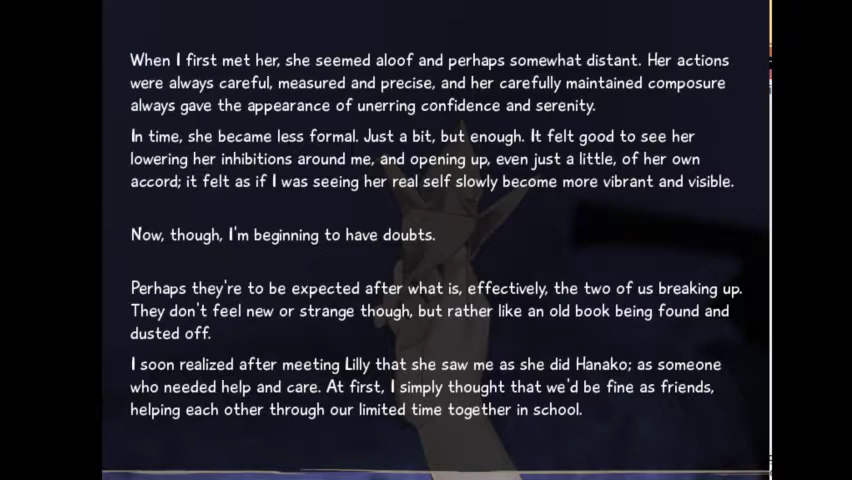 When I first met her, she seemed aloof and perhaps somewhat distant. Her actions
were always careful, measured and precise, and her carefully maintained composure
always gave the appearance of unerring confidence and serenity.
In time, she became less formal. Just a bit, but enough. It felt good to see her
lowering her inhibitions around me, and opening up, even just a little, of her own
accord; it felt as if I was seeing her real self slowly become more vibrant and visible.
Now, though, I'm beginning to have doubts.
Perhaps they're to be expected after what is, effectively, the two of us breaking up.
They don't feel new or strange though, but rather like an old book being found and
dusted off.
I soon realized after meeting Lilly that she saw me as she did Hanako; as someone
who needed help and care. At first, I simply thought that we'd be fine as friends,
helping each other through our limited time together in school.